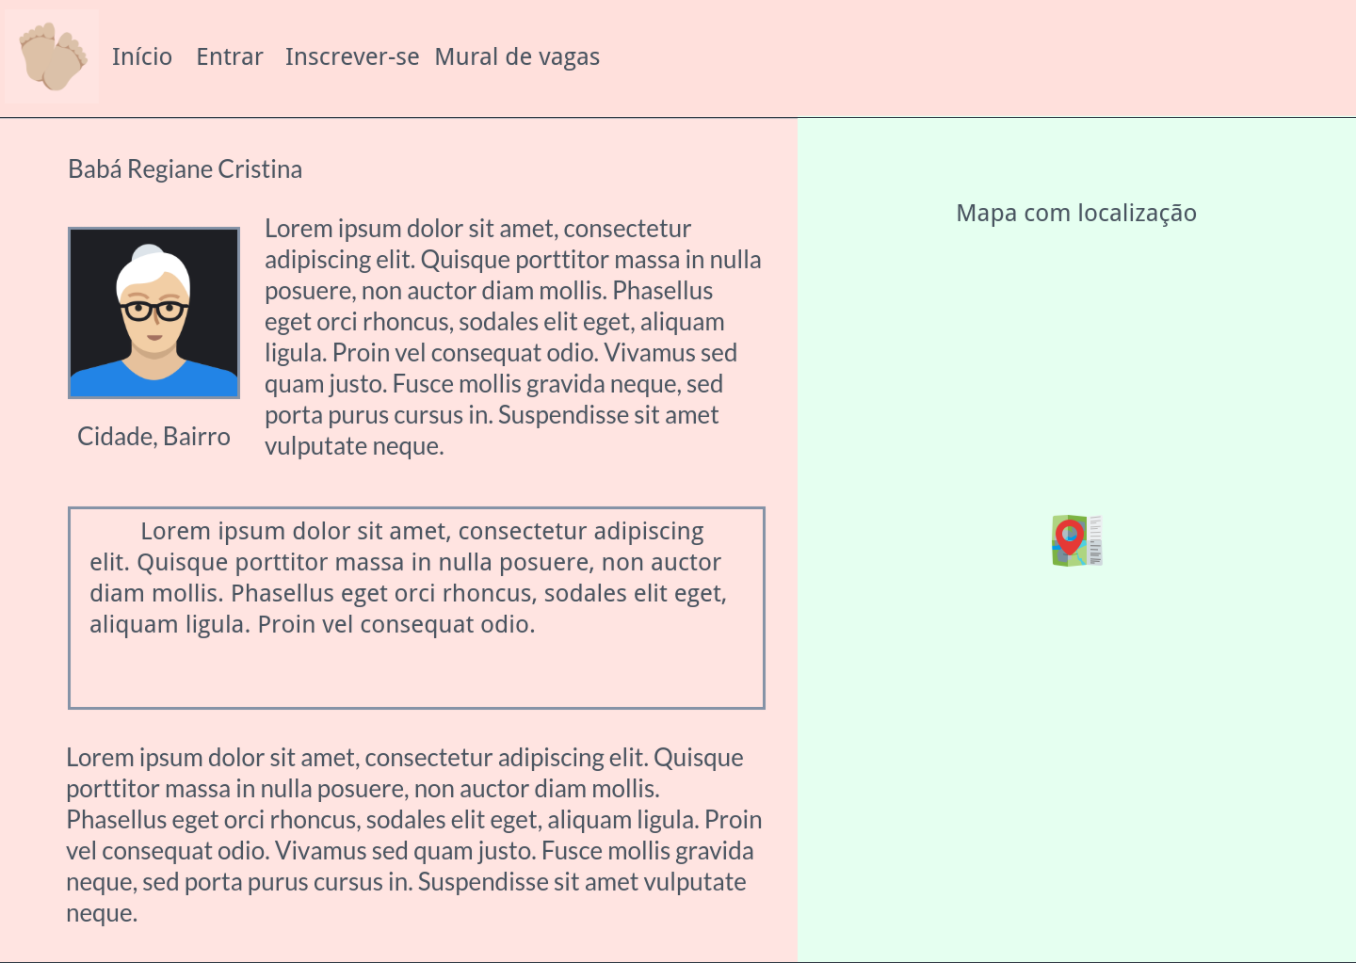 Início Entrar Inscrever-se Mural de vagas
Babá Regiane Cristina
Lorem ipsum dolor sit amet, consectetur
adipiscing elit. Quisque porttitor massa in nulla
posuere, non auctor diam mollis. Phasellus
eget orci rhoncus, sodales elit eget, aliquam
ligula. Proin vel consequat odio. Vivamus sed
quam justo. Fusce mollis gravida neque, sed
porta purus cursus in. Suspendisse sit amet
vulputate neque.
Cidade, Bairro
Lorem ipsum dolor sit amet, consectetur adipiscing
elit. Quisque porttitor massa in nulla posuere, non auctor
diam mollis. Phasellus eget orci rhoncus, sodales elit eget,
aliquam ligula. Proin vel consequat odio.
Lorem ipsum dolor sit amet, consectetur adipiscing elit. Quisque
porttitor massa in nulla posuere, non auctor diam mollis.
Phasellus eget orci rhoncus, sodales elit eget, aliquam ligula. Proin
vel consequat odio. Vivamus sed quam justo. Fusce mollis gravida
neque, sed porta purus cursus in. Suspendisse sit amet vulputate
neque.
Mapa com localização